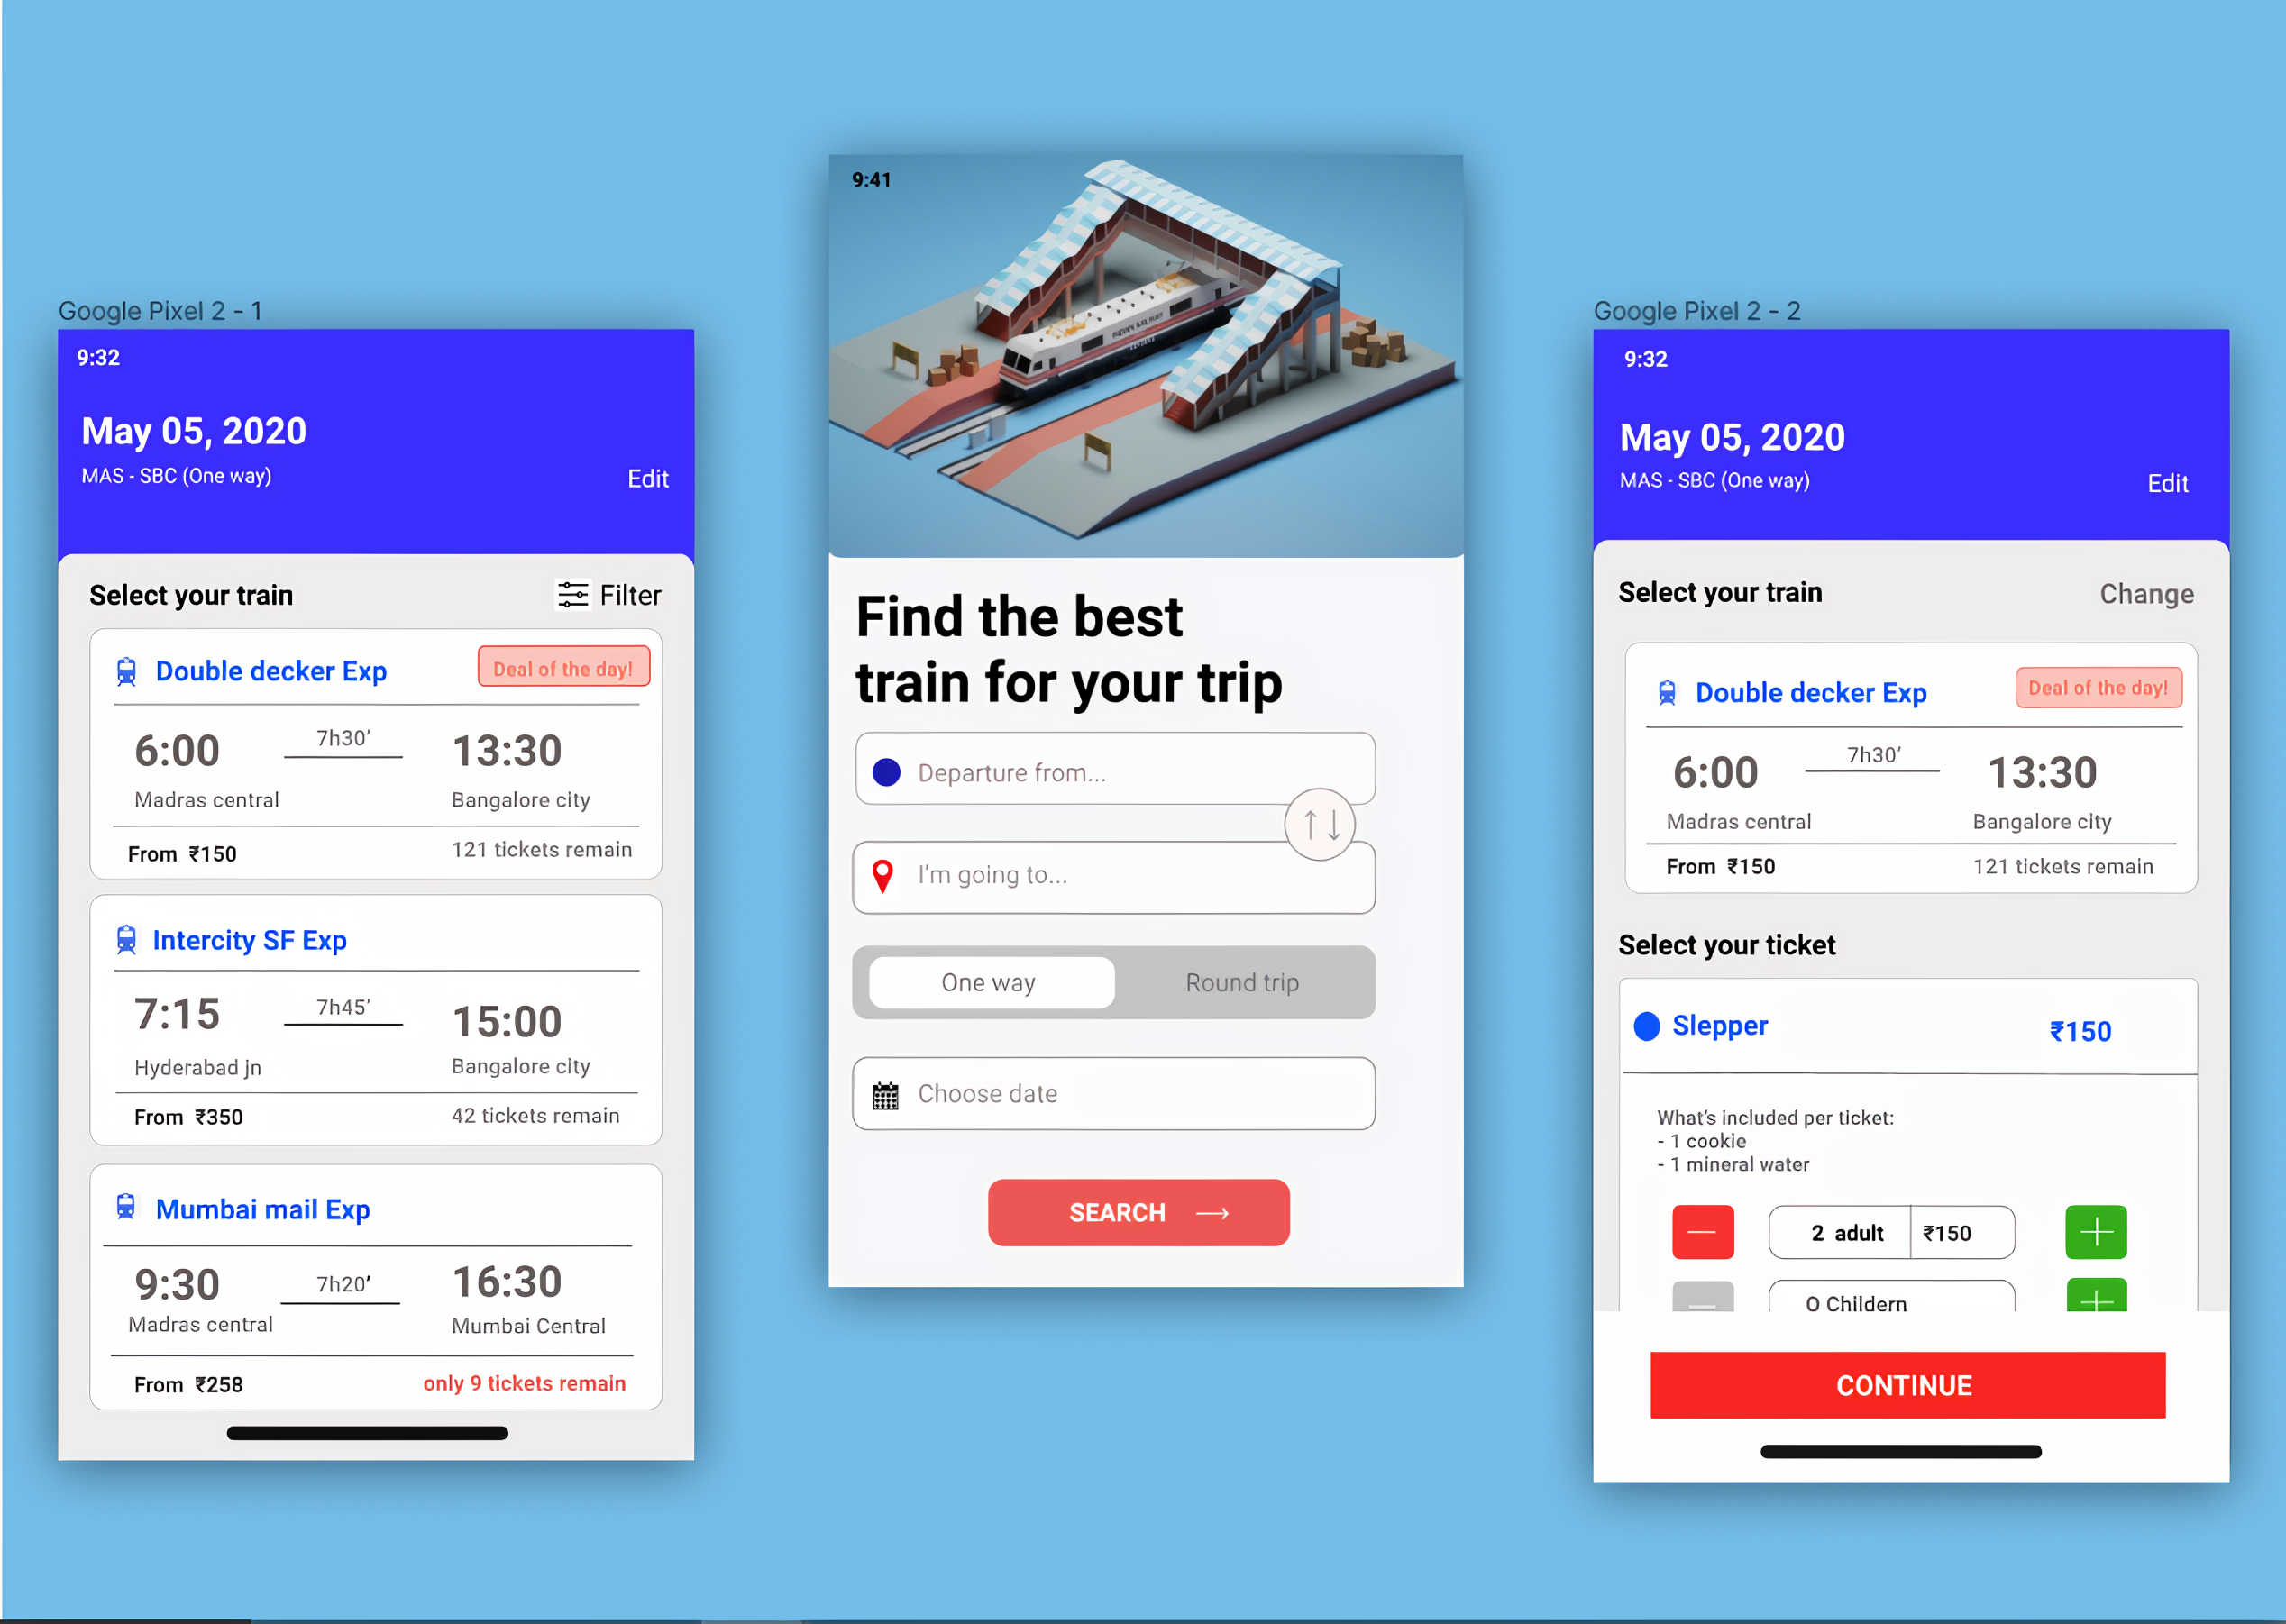 Google Pixel 2 - 1
9:32
May 05, 2020
MAS - SBC (One way)
Edit
Select your train
Filter
Double decker Exp
Deal of the day!
6:00
7h30'
13:30
Madras central
Bangalore city
From ₹150
121 tickets remain
Intercity SF Exp
7:15
7h45'
15:00
Hyderabad jn
Bangalore city
From ₹350
42 tickets remain
Mumbai mail Exp
9:30
7h20'
16:30
Madras central
Mumbai Central
From ₹258
only 9 tickets remain
9:41
Find the best
train for your trip
Departure from...
I'm going to...
One way
Round trip
Choose date
SEARCH
Google Pixel 2 - 2
9:32
May 05, 2020
MAS - SBC (One way)
Edit
Select your train
Change
Double decker Exp
Deal of the day!
6:00
7h30'
13:30
Madras central
Bangalore city
From ₹150
121 tickets remain
Select your ticket
Slepper
₹150
What's included per ticket:
- 1 cookie
- 1 mineral water
2 adult
₹150
O Childern
CONTINUE